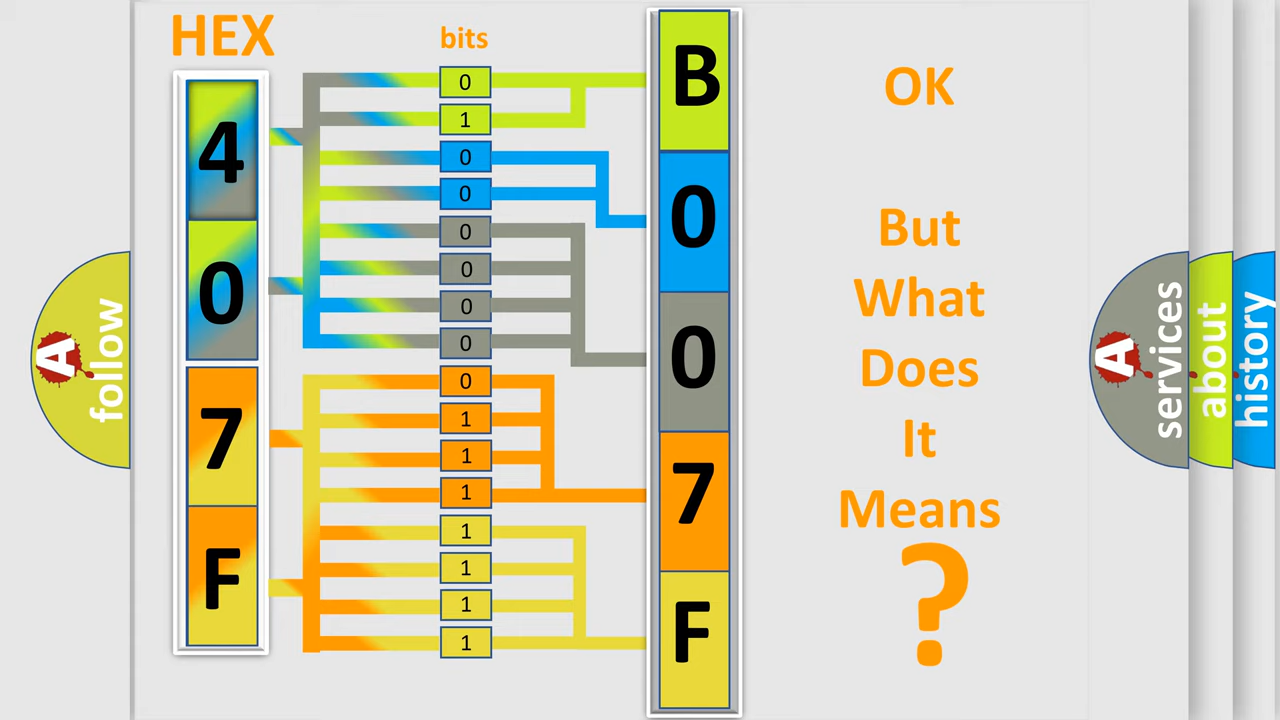 HEX
bits
4
0
7
F
0
1
0
0
0
0
0
0
0
1
1
1
1
1
1
1
B
0
0
7
F
OK
But
What
Does
It
Means
?
A
follow
A
services
about
history